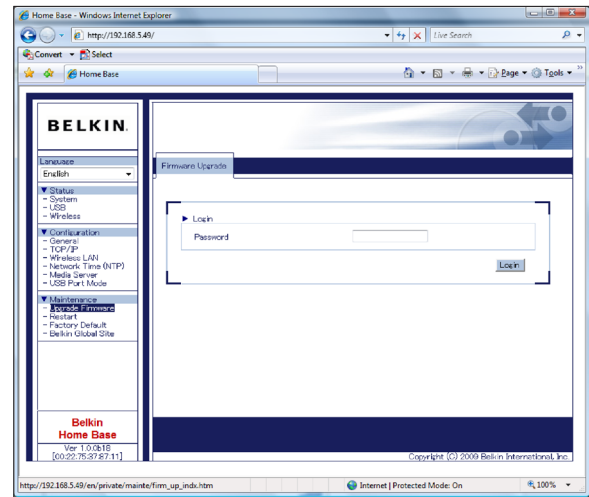 Home Base - Windows Internet Explorer
http://192.168.5.49/
Live Search
Convert
Select
Home Base
Page
Tools
BELKIN.
Language
English
Status
- System
- USB
- Wireless
Configuration
- General
- TCP/IP
- Wireless LAN
- Network Time (NTP)
- Media Server
- USB Port Mode
Maintenance
- Upgrade Firmware
- Restart
- Factory Default
- Belkin Global Site
Belkin
Home Base
Ver 1.0.0b18
[00:22:75:37:87:11]
Firmware Upgrade
Login
Password
Login
Copyright (C) 2009 Belkin International, Inc.
http://192.168.5.49/en/private/mainte/firm_up_indx.htm
Internet | Protected Mode: On
100%